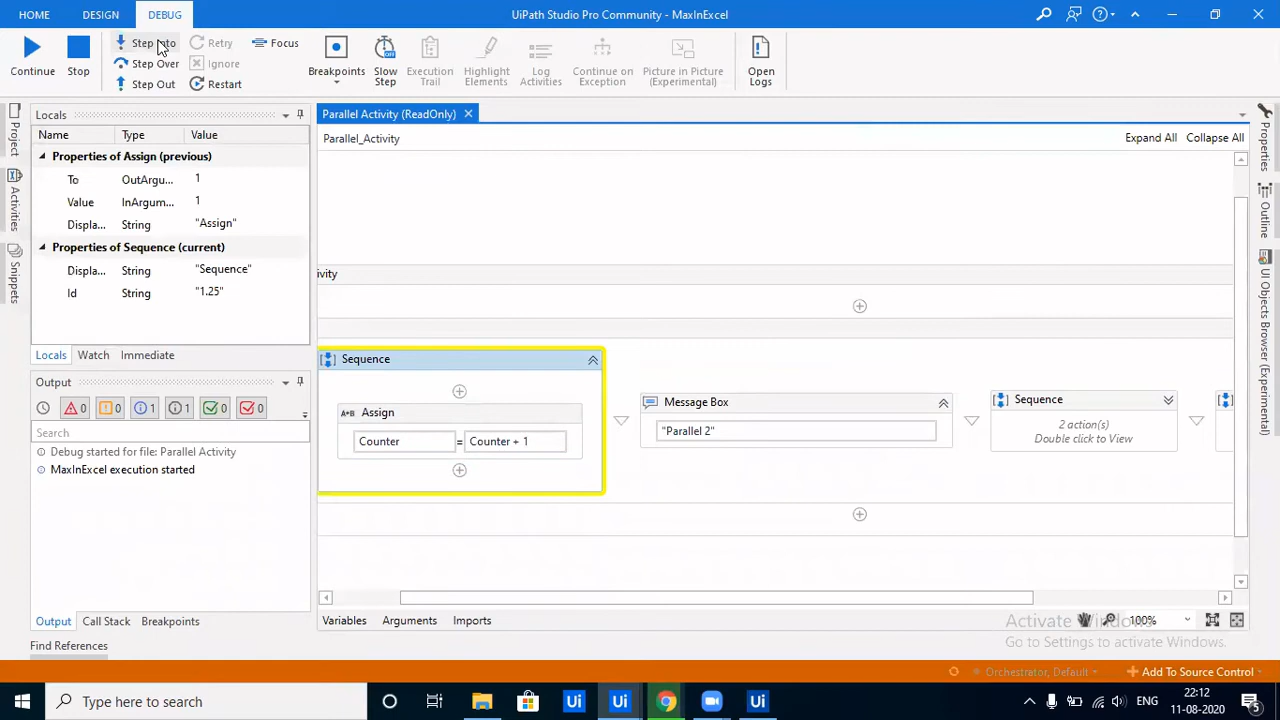 HOME DESIGN DEBUG UiPath Studio Pro Community - MaxInExcel
Step Into Retry Focus
Step Over Ignore
Step Out Restart
Continue Stop Breakpoints Slow Step Execution Trail Highlight Elements Log Activities Continue on Exception Picture in Picture (Experimental) Open Logs
Locals Parallel Activity (ReadOnly)
Name Type Value Parallel_Activity Expand All Collapse All
Properties of Assign (previous)
To OutArgu... 1
Value InArgum... 1
Displa... String "Assign"
Properties of Sequence (current)
Displa... String "Sequence"
Id String "1.25"
Locals Watch Immediate
Project
Activities
Snippets
ivity
Sequence
Assign
Counter = Counter + 1
Message Box
"Parallel 2"
Sequence
2 action(s)
Double click to View
Properties
Outline
UI Objects Browser (Experimental)
Output
0 0 1 1 0 0
Search
Debug started for file: Parallel Activity
MaxInExcel execution started
Output Call Stack Breakpoints
Variables Arguments Imports 100%
Activate Windows
Go to Settings to activate Windows.
Find References
Orchestrator, Default Add To Source Control
Type here to search Ui Ui Ui ENG 22:12
11-08-2020 5